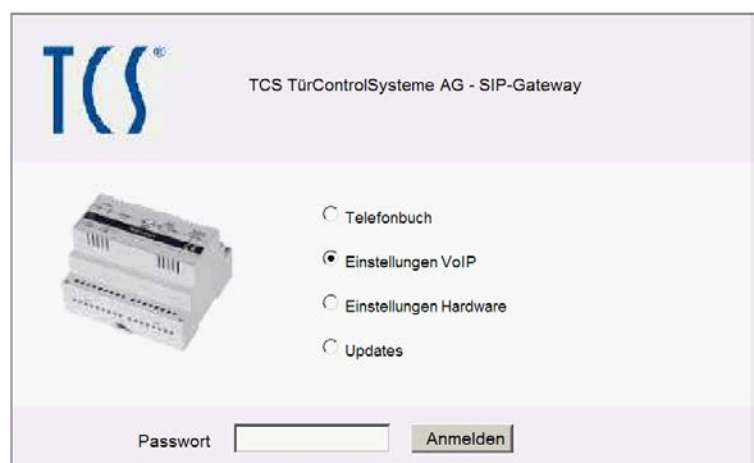 TCS®
TCS TürControlSysteme AG - SIP-Gateway
Telefonbuch
Einstellungen VoIP
Einstellungen Hardware
Updates
Passwort
Anmelden